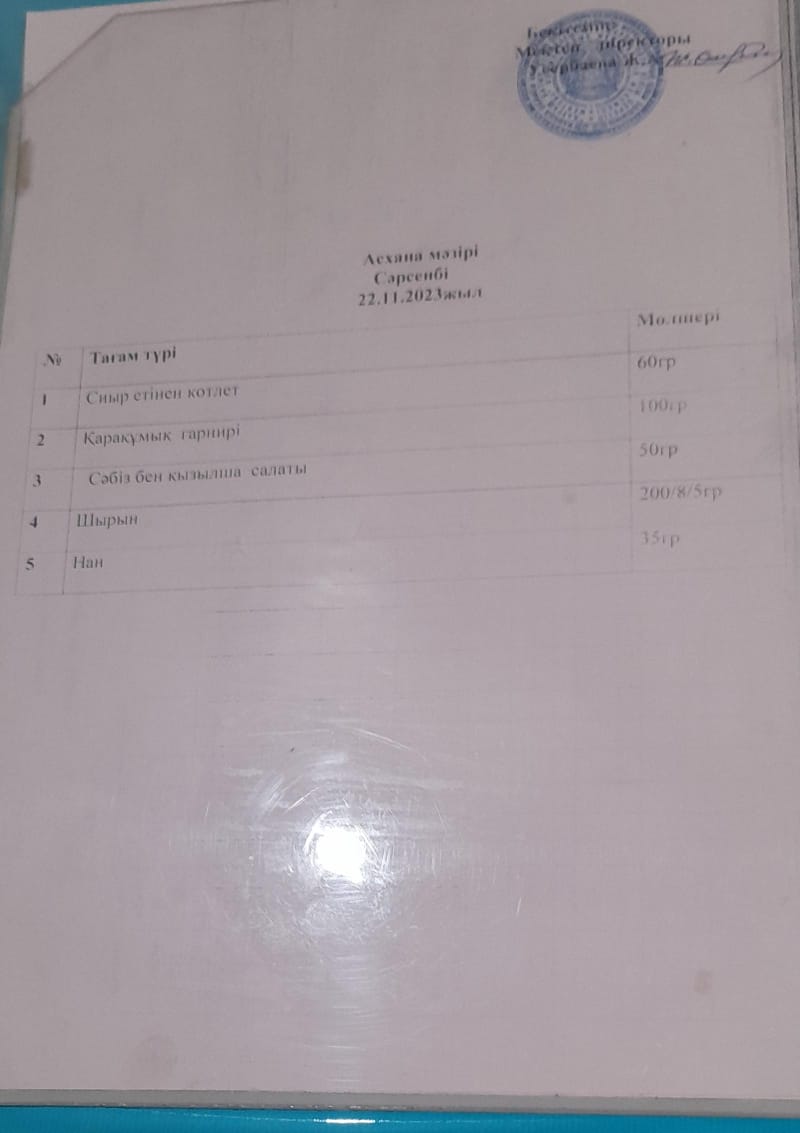 Бекітемін
Мектеп директоры
Ж.
Асхана мәзірі
Сәрсенбі
22.11.2023жыл
№ Тағам түрі Мөлшері
1 Сиыр етінен котлет 60гр
2 Қарақұмық гарнирі 100гр
3 Сәбіз бен қызылша салаты 50гр
4 Шырын 200/8/5гр
5 Нан 35гр